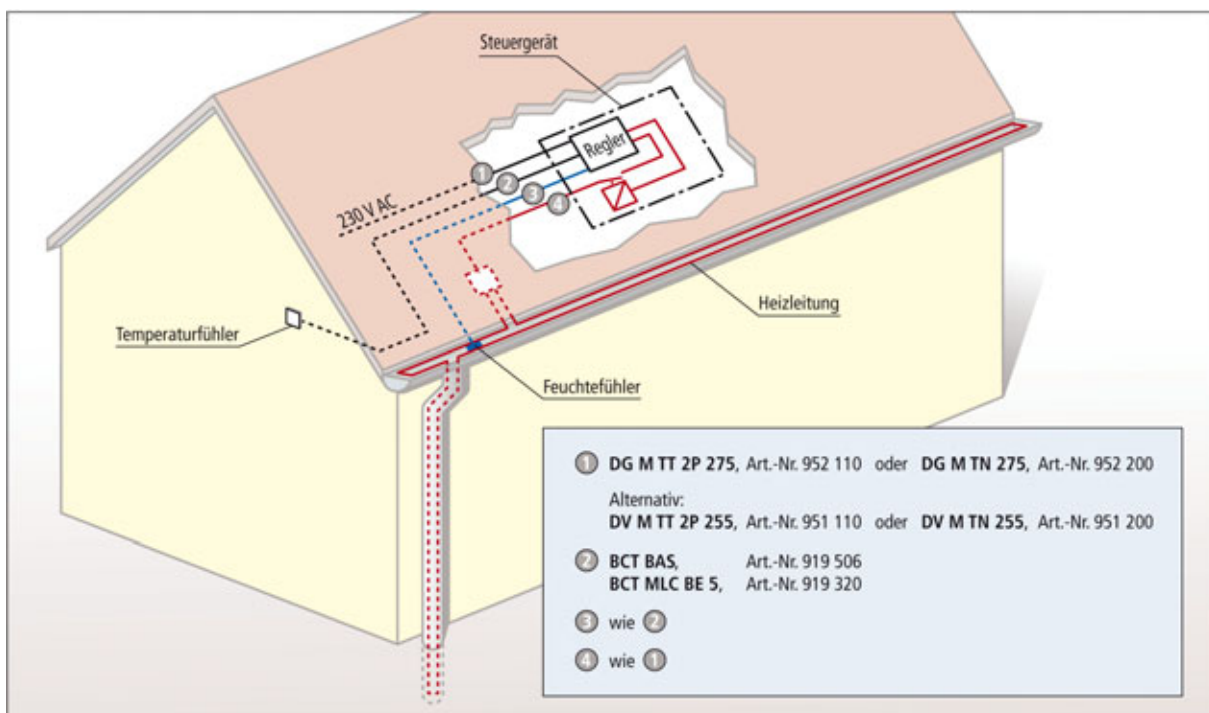 Steuergerät
Regler
1
2
3
4
230 V AC
Temperaturfühler
Heizleitung
Feuchtefühler
1 DG M TT 2P 275, Art.-Nr. 952 110 oder DG M TN 275, Art.-Nr. 952 200
Alternativ:
DV M TT 2P 255, Art.-Nr. 951 110 oder DV M TN 255, Art.-Nr. 951 200
2 BCT BAS, Art.-Nr. 919 506
BCT MLC BE 5, Art.-Nr. 919 320
3 wie 2
4 wie 1